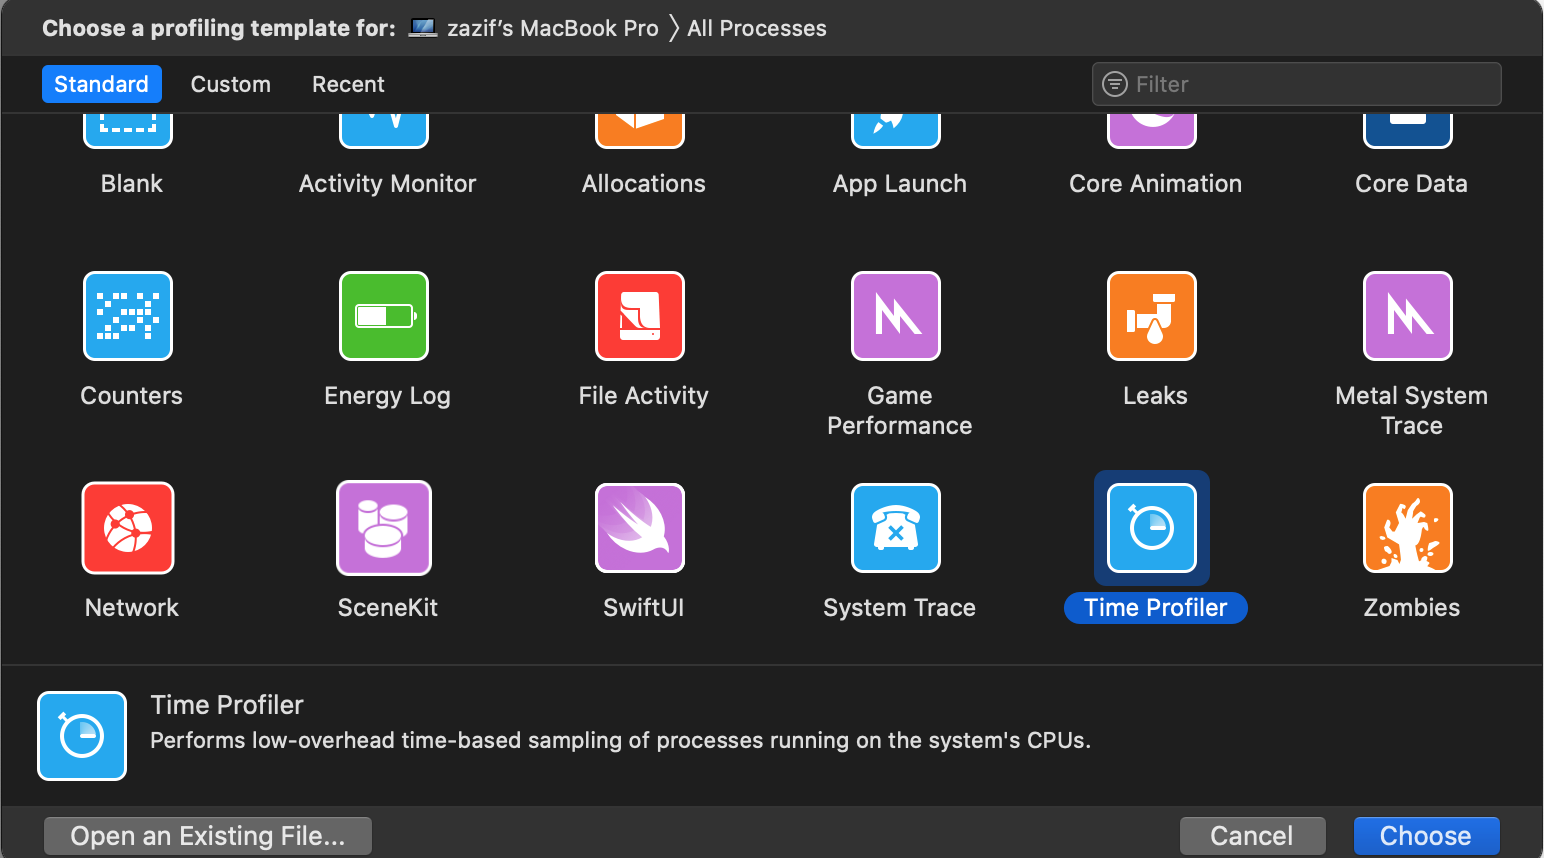 Choose a profiling template for: zazif’s MacBook Pro 〉All Processes
Standard Custom Recent Filter
Blank Activity Monitor Allocations App Launch Core Animation Core Data
Counters Energy Log File Activity Game Performance Leaks Metal System Trace
Network SceneKit SwiftUI System Trace Time Profiler Zombies
Time Profiler
Performs low-overhead time-based sampling of processes running on the system's CPUs.
Open an Existing File... Cancel Choose